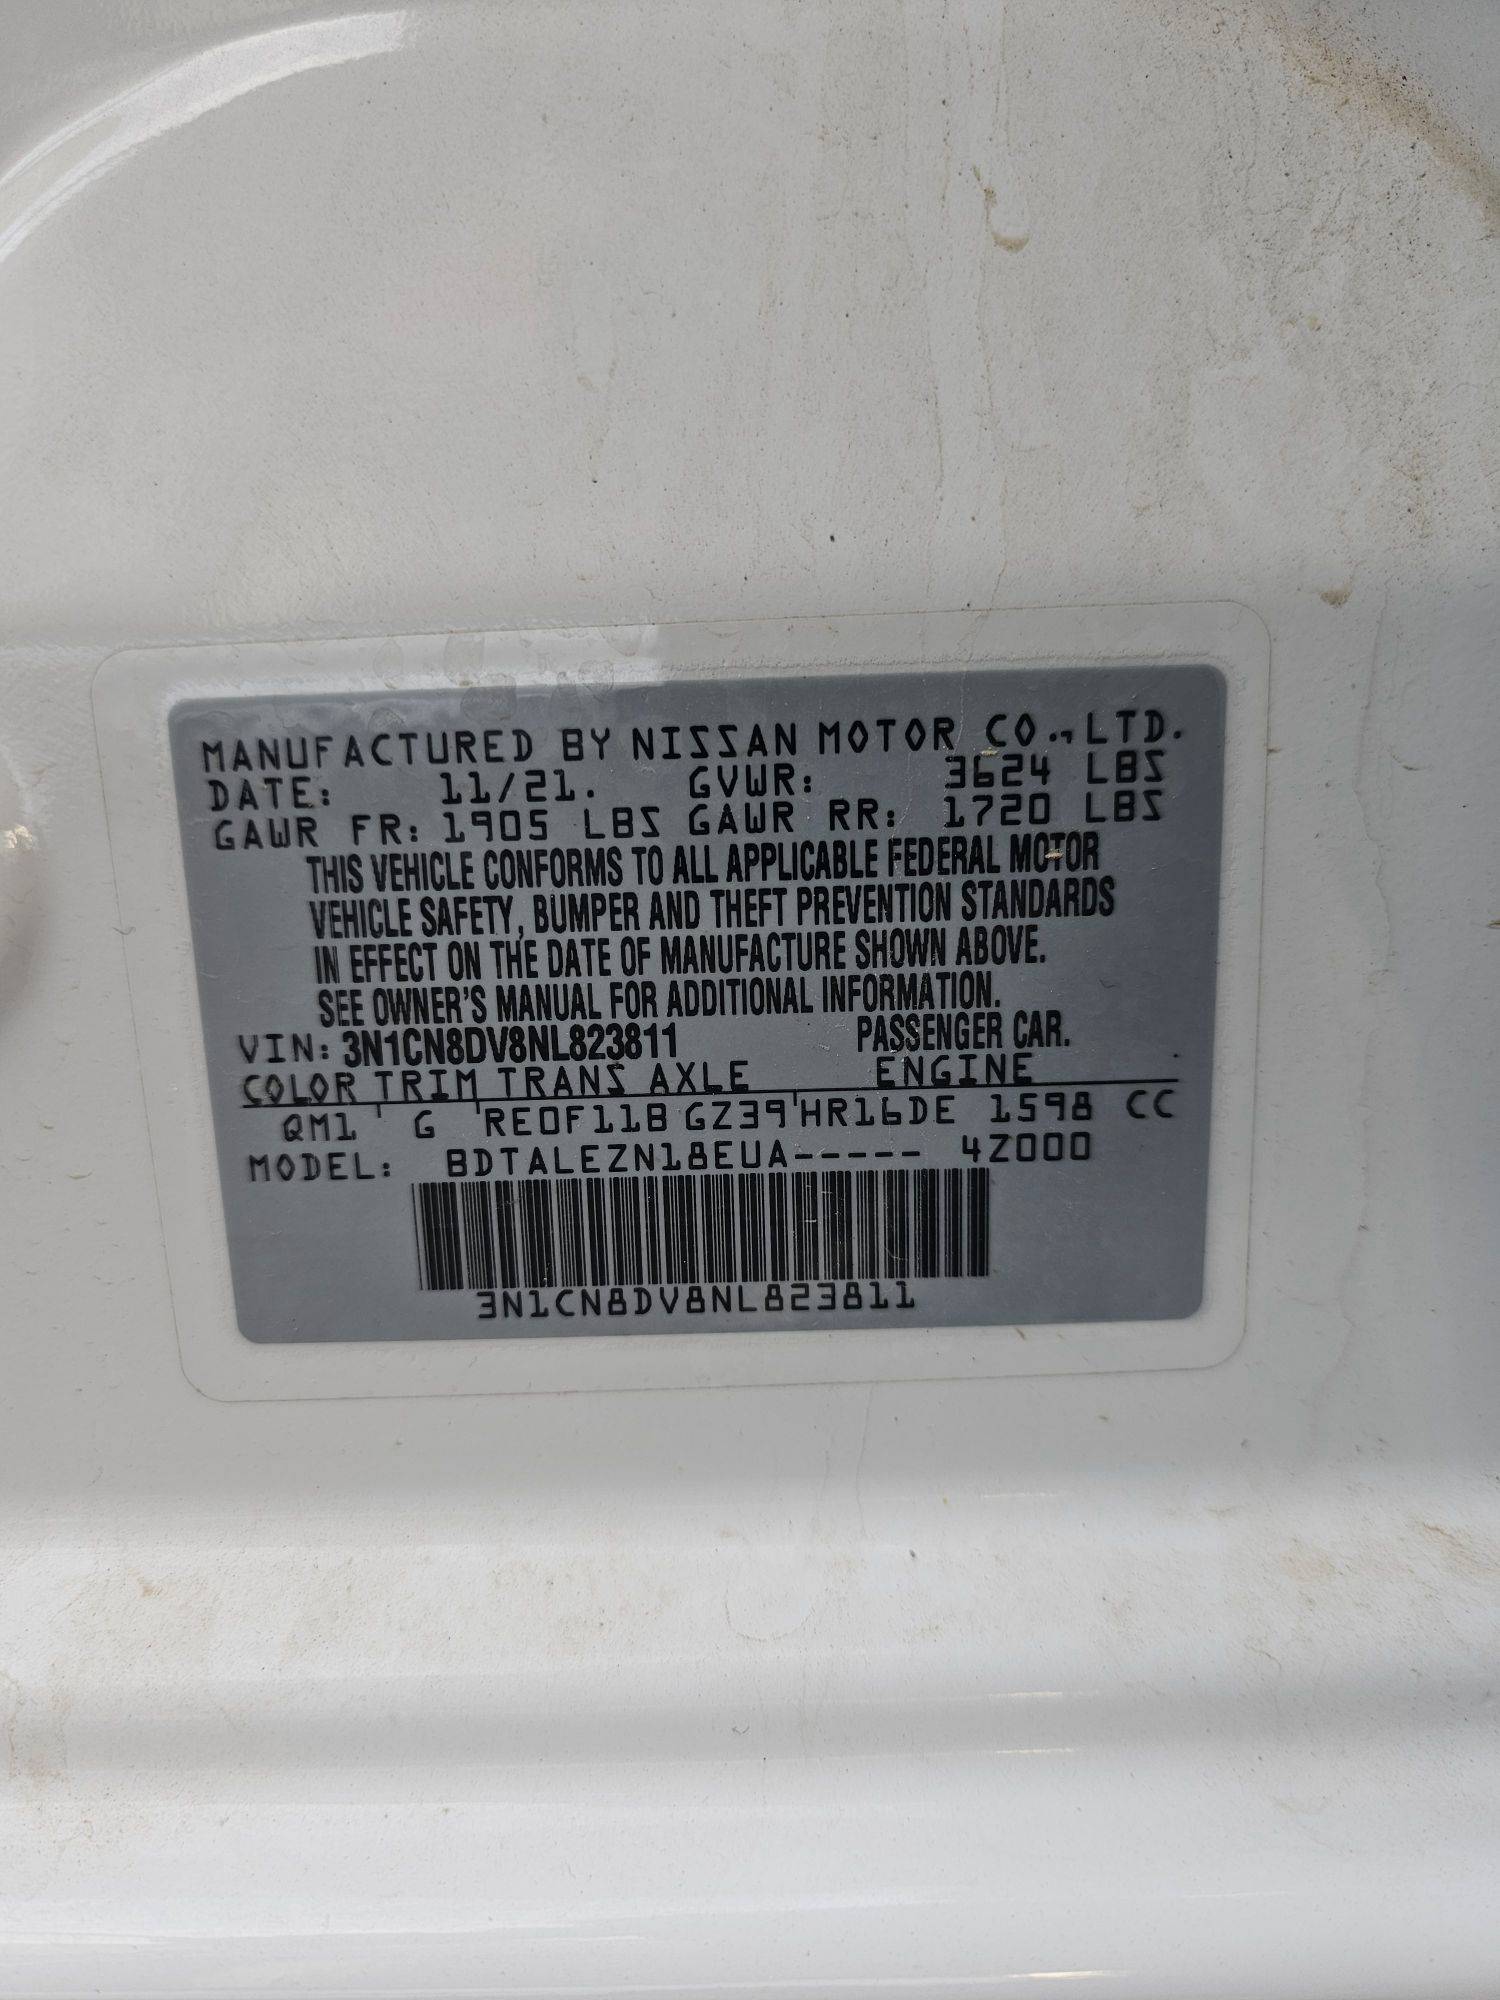 MANUFACTURED BY NISSAN MOTOR CO.,LTD.
DATE: 11/21. GVWR: 3624 LBS
GAWR FR: 1905 LBS GAWR RR: 1720 LBS
THIS VEHICLE CONFORMS TO ALL APPLICABLE FEDERAL MOTOR
VEHICLE SAFETY, BUMPER AND THEFT PREVENTION STANDARDS
IN EFFECT ON THE DATE OF MANUFACTURE SHOWN ABOVE.
SEE OWNER'S MANUAL FOR ADDITIONAL INFORMATION.
VIN: 3N1CN8DV8NL823811 PASSENGER CAR.
COLOR TRIM TRANS AXLE ENGINE
QM1 G RE0F11B GZ39 HR16DE 1598 CC
MODEL: BDTALEZN18EUA----- 4Z000
3N1CN8DV8NL823811